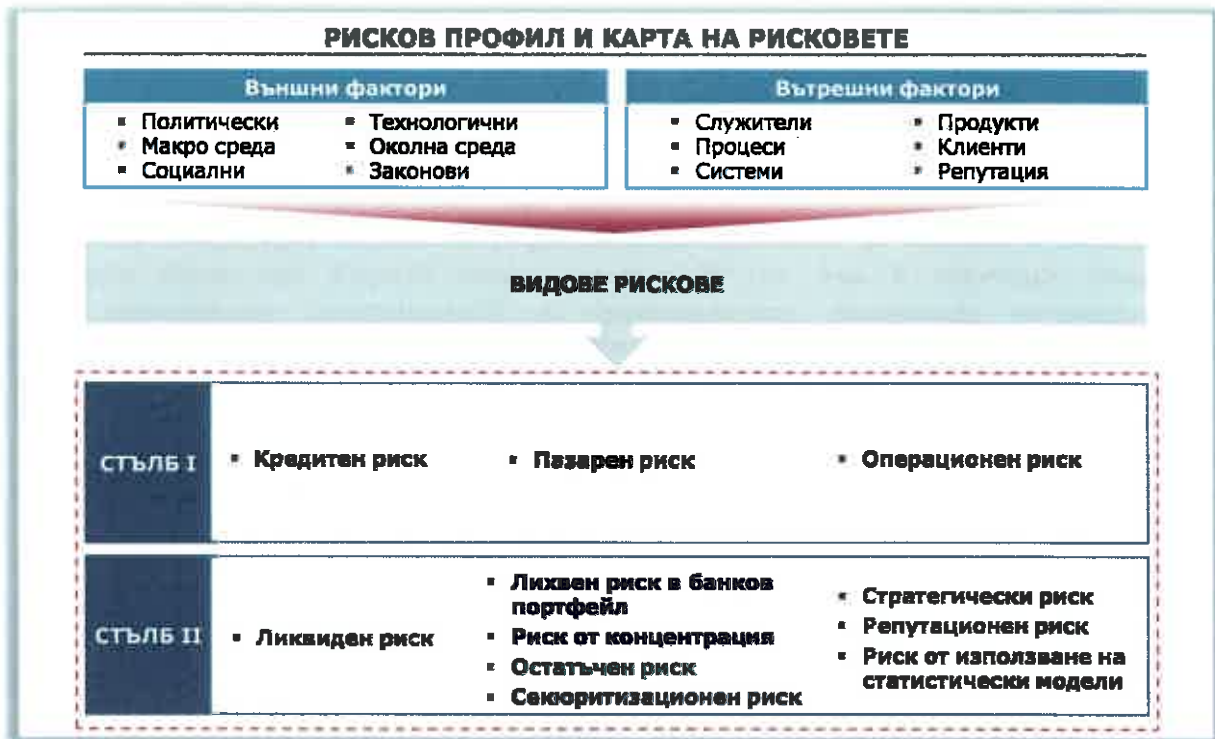 РИСКОВ ПРОФИЛ И КАРТА НА РИСКОВЕТЕ
Външни фактори
▪ Политически
▪ Макро среда
▪ Социални
▪ Технологични
▪ Околна среда
▪ Законови
Вътрешни фактори
▪ Служители
▪ Процеси
▪ Системи
▪ Продукти
▪ Клиенти
▪ Репутация
ВИДОВЕ РИСКОВЕ
СТЪЛБ I
▪ Кредитен риск
▪ Пазарен риск
▪ Операционен риск
СТЪЛБ II
▪ Ликвиден риск
▪ Лихвен риск в банков
портфейл
▪ Риск от концентрация
▪ Остатъчен риск
▪ Секюритизационен риск
▪ Стратегически риск
▪ Репутационен риск
▪ Риск от използване на
статистически модели